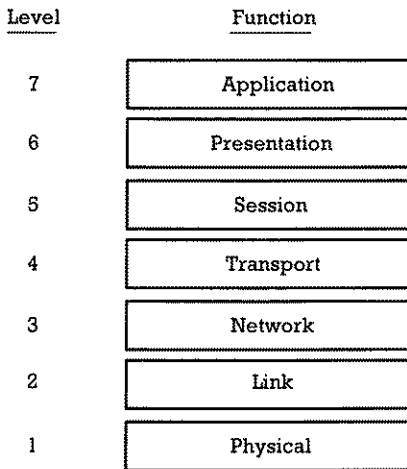 Level Function
7 Application
6 Presentation
5 Session
4 Transport
3 Network
2 Link
1 Physical